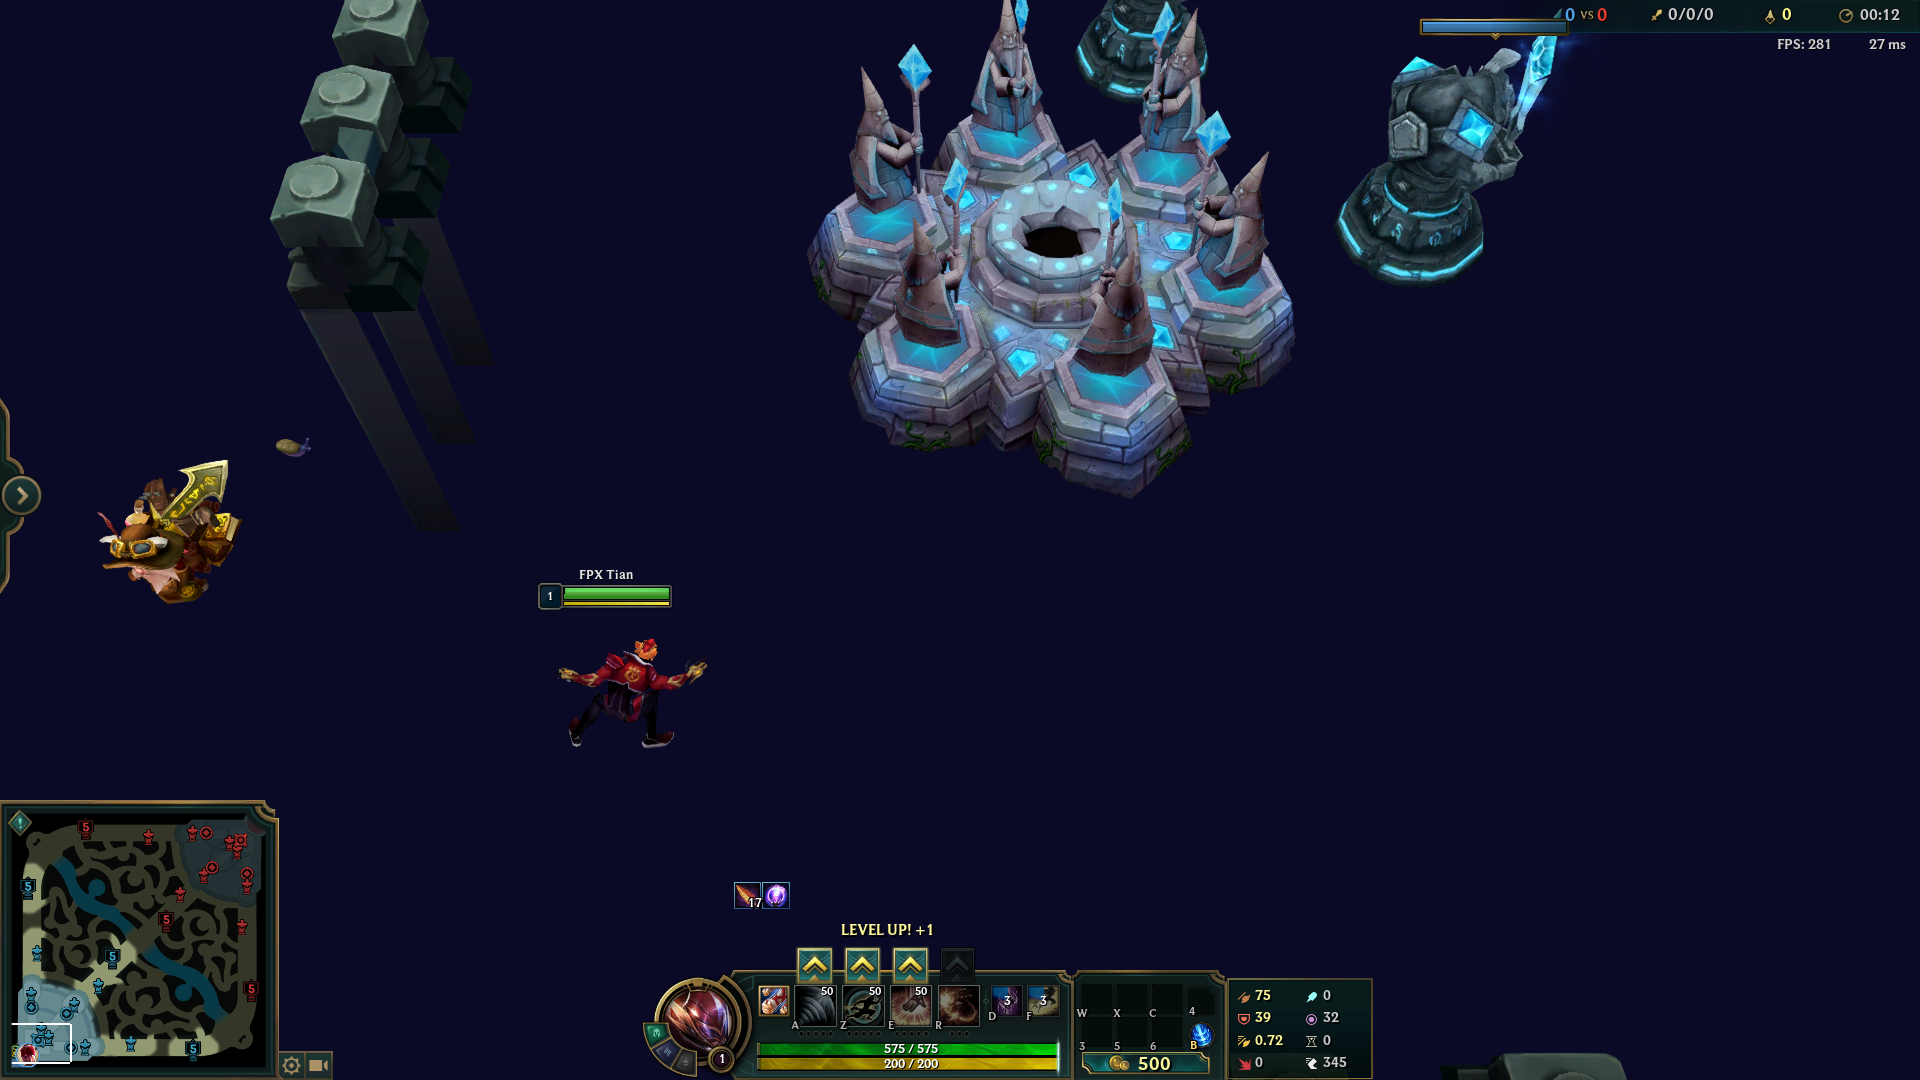 0 vs 0 0/0/0 0 00:12
FPS: 281 27 ms
FPX Tian
1
5
5
5
5
5
5
17
LEVEL UP! +1
50 50 50 3 3
A Z E R D F
W X C 4
3 5 6 B
1
575 / 575
200 / 200
500
75 0
39 32
0.72 0
0 345